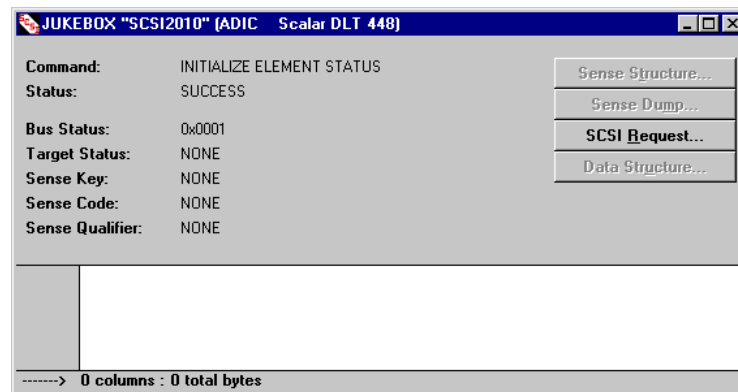 JUKEBOX "SCSI2010" (ADIC Scalar DLT 448)
Command: INITIALIZE ELEMENT STATUS
Status: SUCCESS
Bus Status: 0x0001
Target Status: NONE
Sense Key: NONE
Sense Code: NONE
Sense Qualifier: NONE
Sense Structure...
Sense Dump...
SCSI Request...
Data Structure...
-------> 0 columns : 0 total bytes